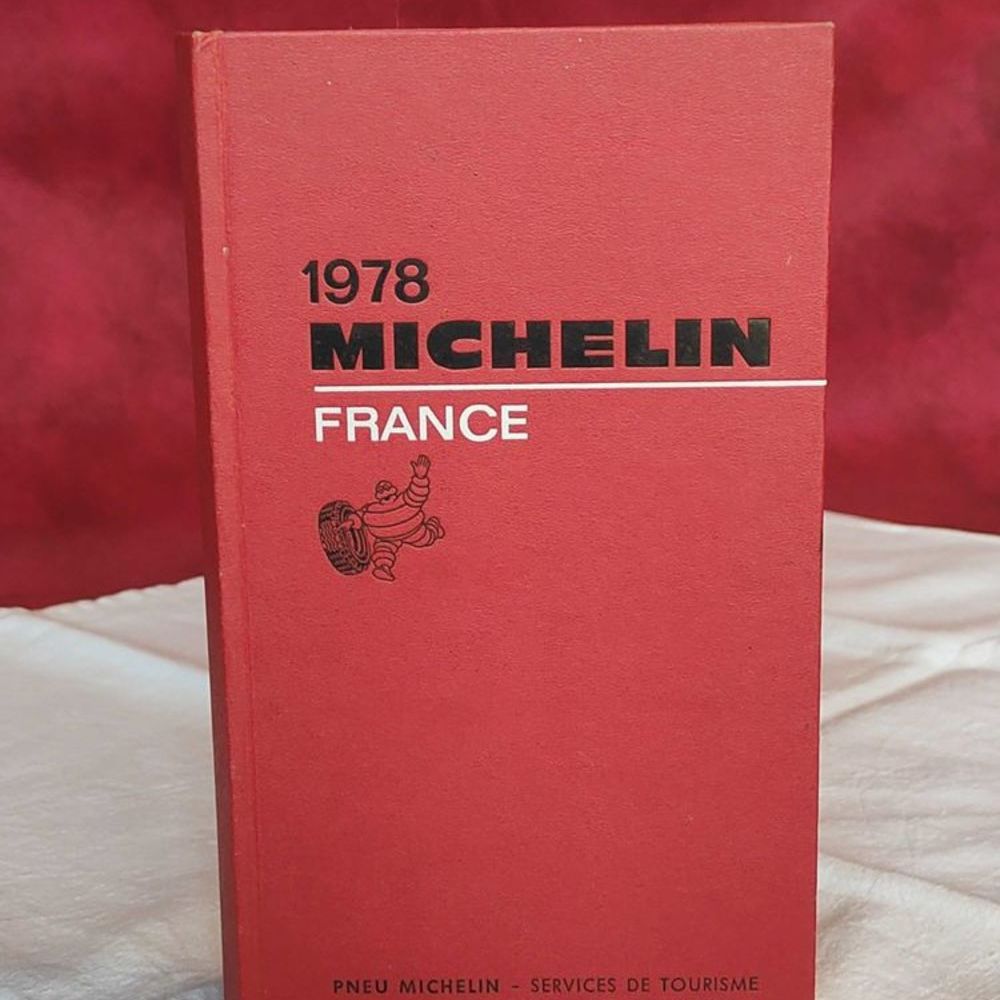 1978
MICHELIN
FRANCE
PNEU MICHELIN - SERVICES DE TOURISME